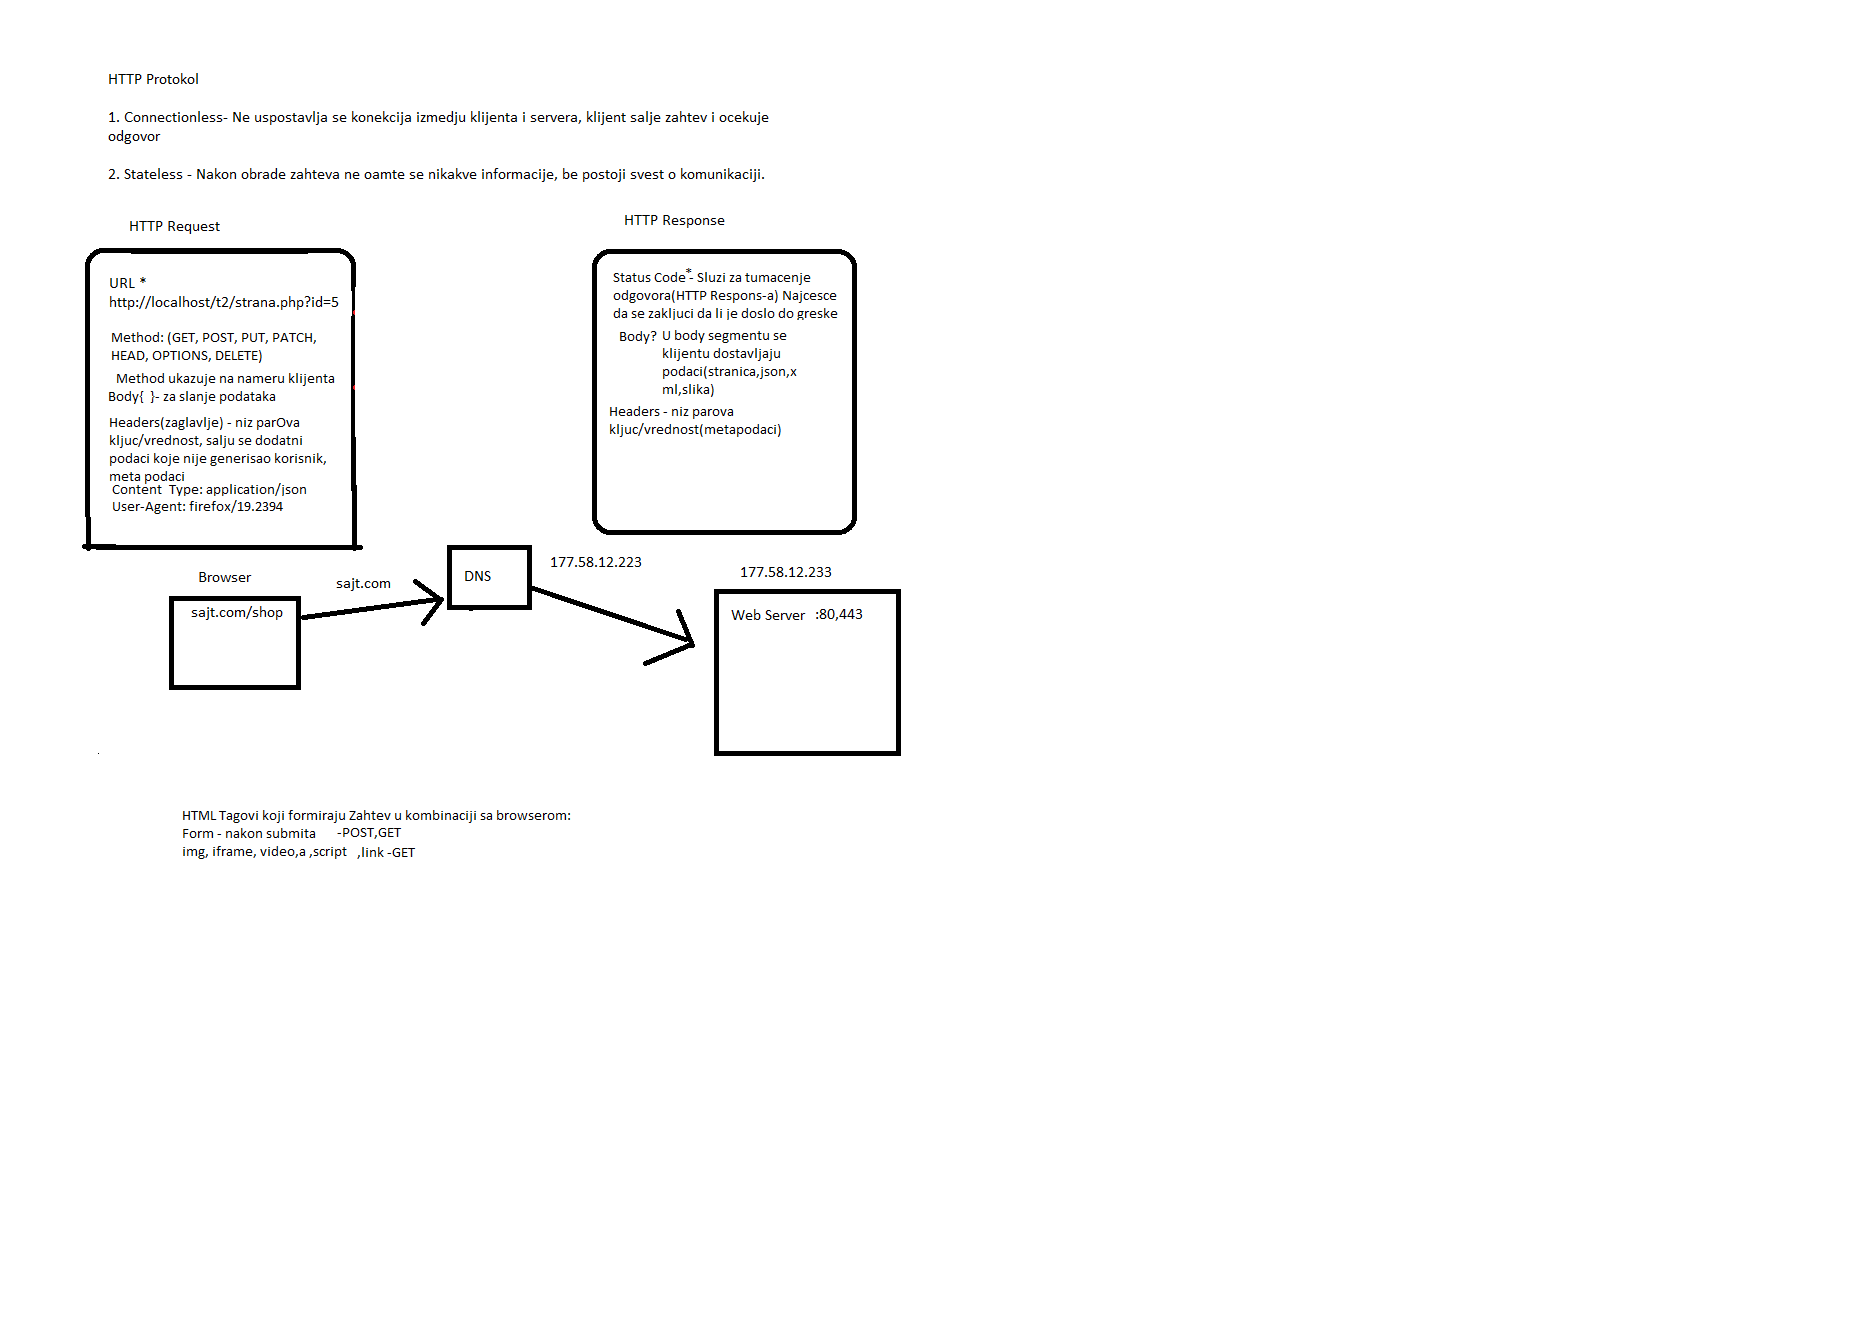 HTTP Protokol
1. Connectionless- Ne uspostavlja se konekcija izmedju klijenta i servera, klijent salje zahtev i ocekuje
odgovor
2. Stateless - Nakon obrade zahteva ne oamte se nikakve informacije, be postoji svest o komunikaciji.
HTTP Request
URL *
http://localhost/t2/strana.php?id=5
Method: (GET, POST, PUT, PATCH,
HEAD, OPTIONS, DELETE)
Method ukazuje na nameru klijenta
Body{  }- za slanje podataka
Headers(zaglavlje) - niz parOva
kljuc/vrednost, salju se dodatni
podaci koje nije generisao korisnik,
meta podaci
Content  Type: application/json
User-Agent: firefox/19.2394
HTTP Response
Status Code*- Sluzi za tumacenje
odgovora(HTTP Respons-a) Najcesce
da se zakljuci da li je doslo do greske
Body? U body segmentu se
klijentu dostavljaju
podaci(stranica,json,x
ml,slika)
Headers - niz parova
kljuc/vrednost(metapodaci)
Browser
sajt.com/shop
sajt.com
DNS
177.58.12.223
177.58.12.233
Web Server :80,443
HTML Tagovi koji formiraju Zahtev u kombinaciji sa browserom:
Form - nakon submita -POST,GET
img, iframe, video,a ,script ,link -GET